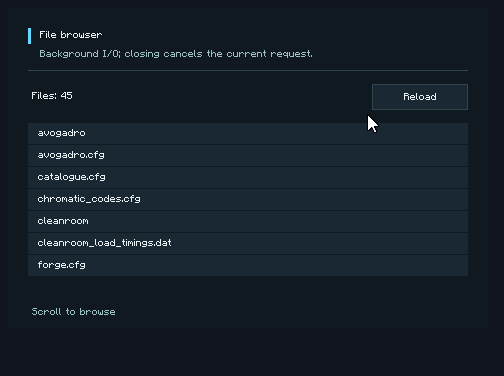 File browser
Background I/O; closing cancels the current request.
Files: 45
Reload
avogadro
avogadro.cfg
catalogue.cfg
chromatic_codes.cfg
cleanroom
cleanroom_load_timings.dat
forge.cfg
Scroll to browse